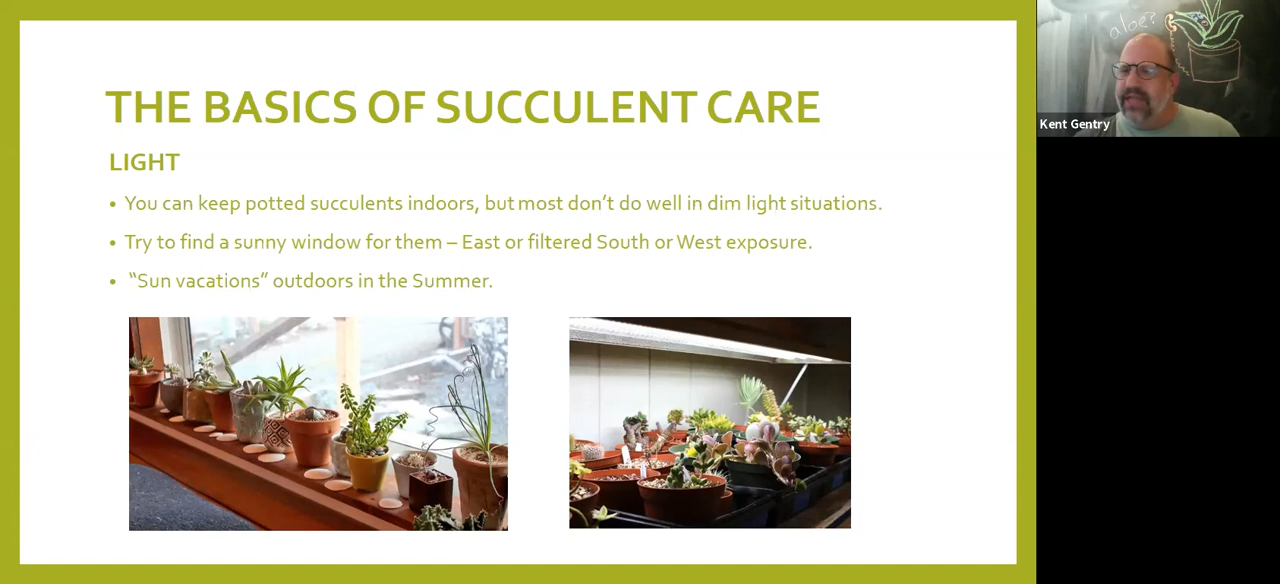 THE BASICS OF SUCCULENT CARE
LIGHT
• You can keep potted succulents indoors, but most don’t do well in dim light situations.
• Try to find a sunny window for them – East or filtered South or West exposure.
• “Sun vacations” outdoors in the Summer.
aloe?
Kent Gentry